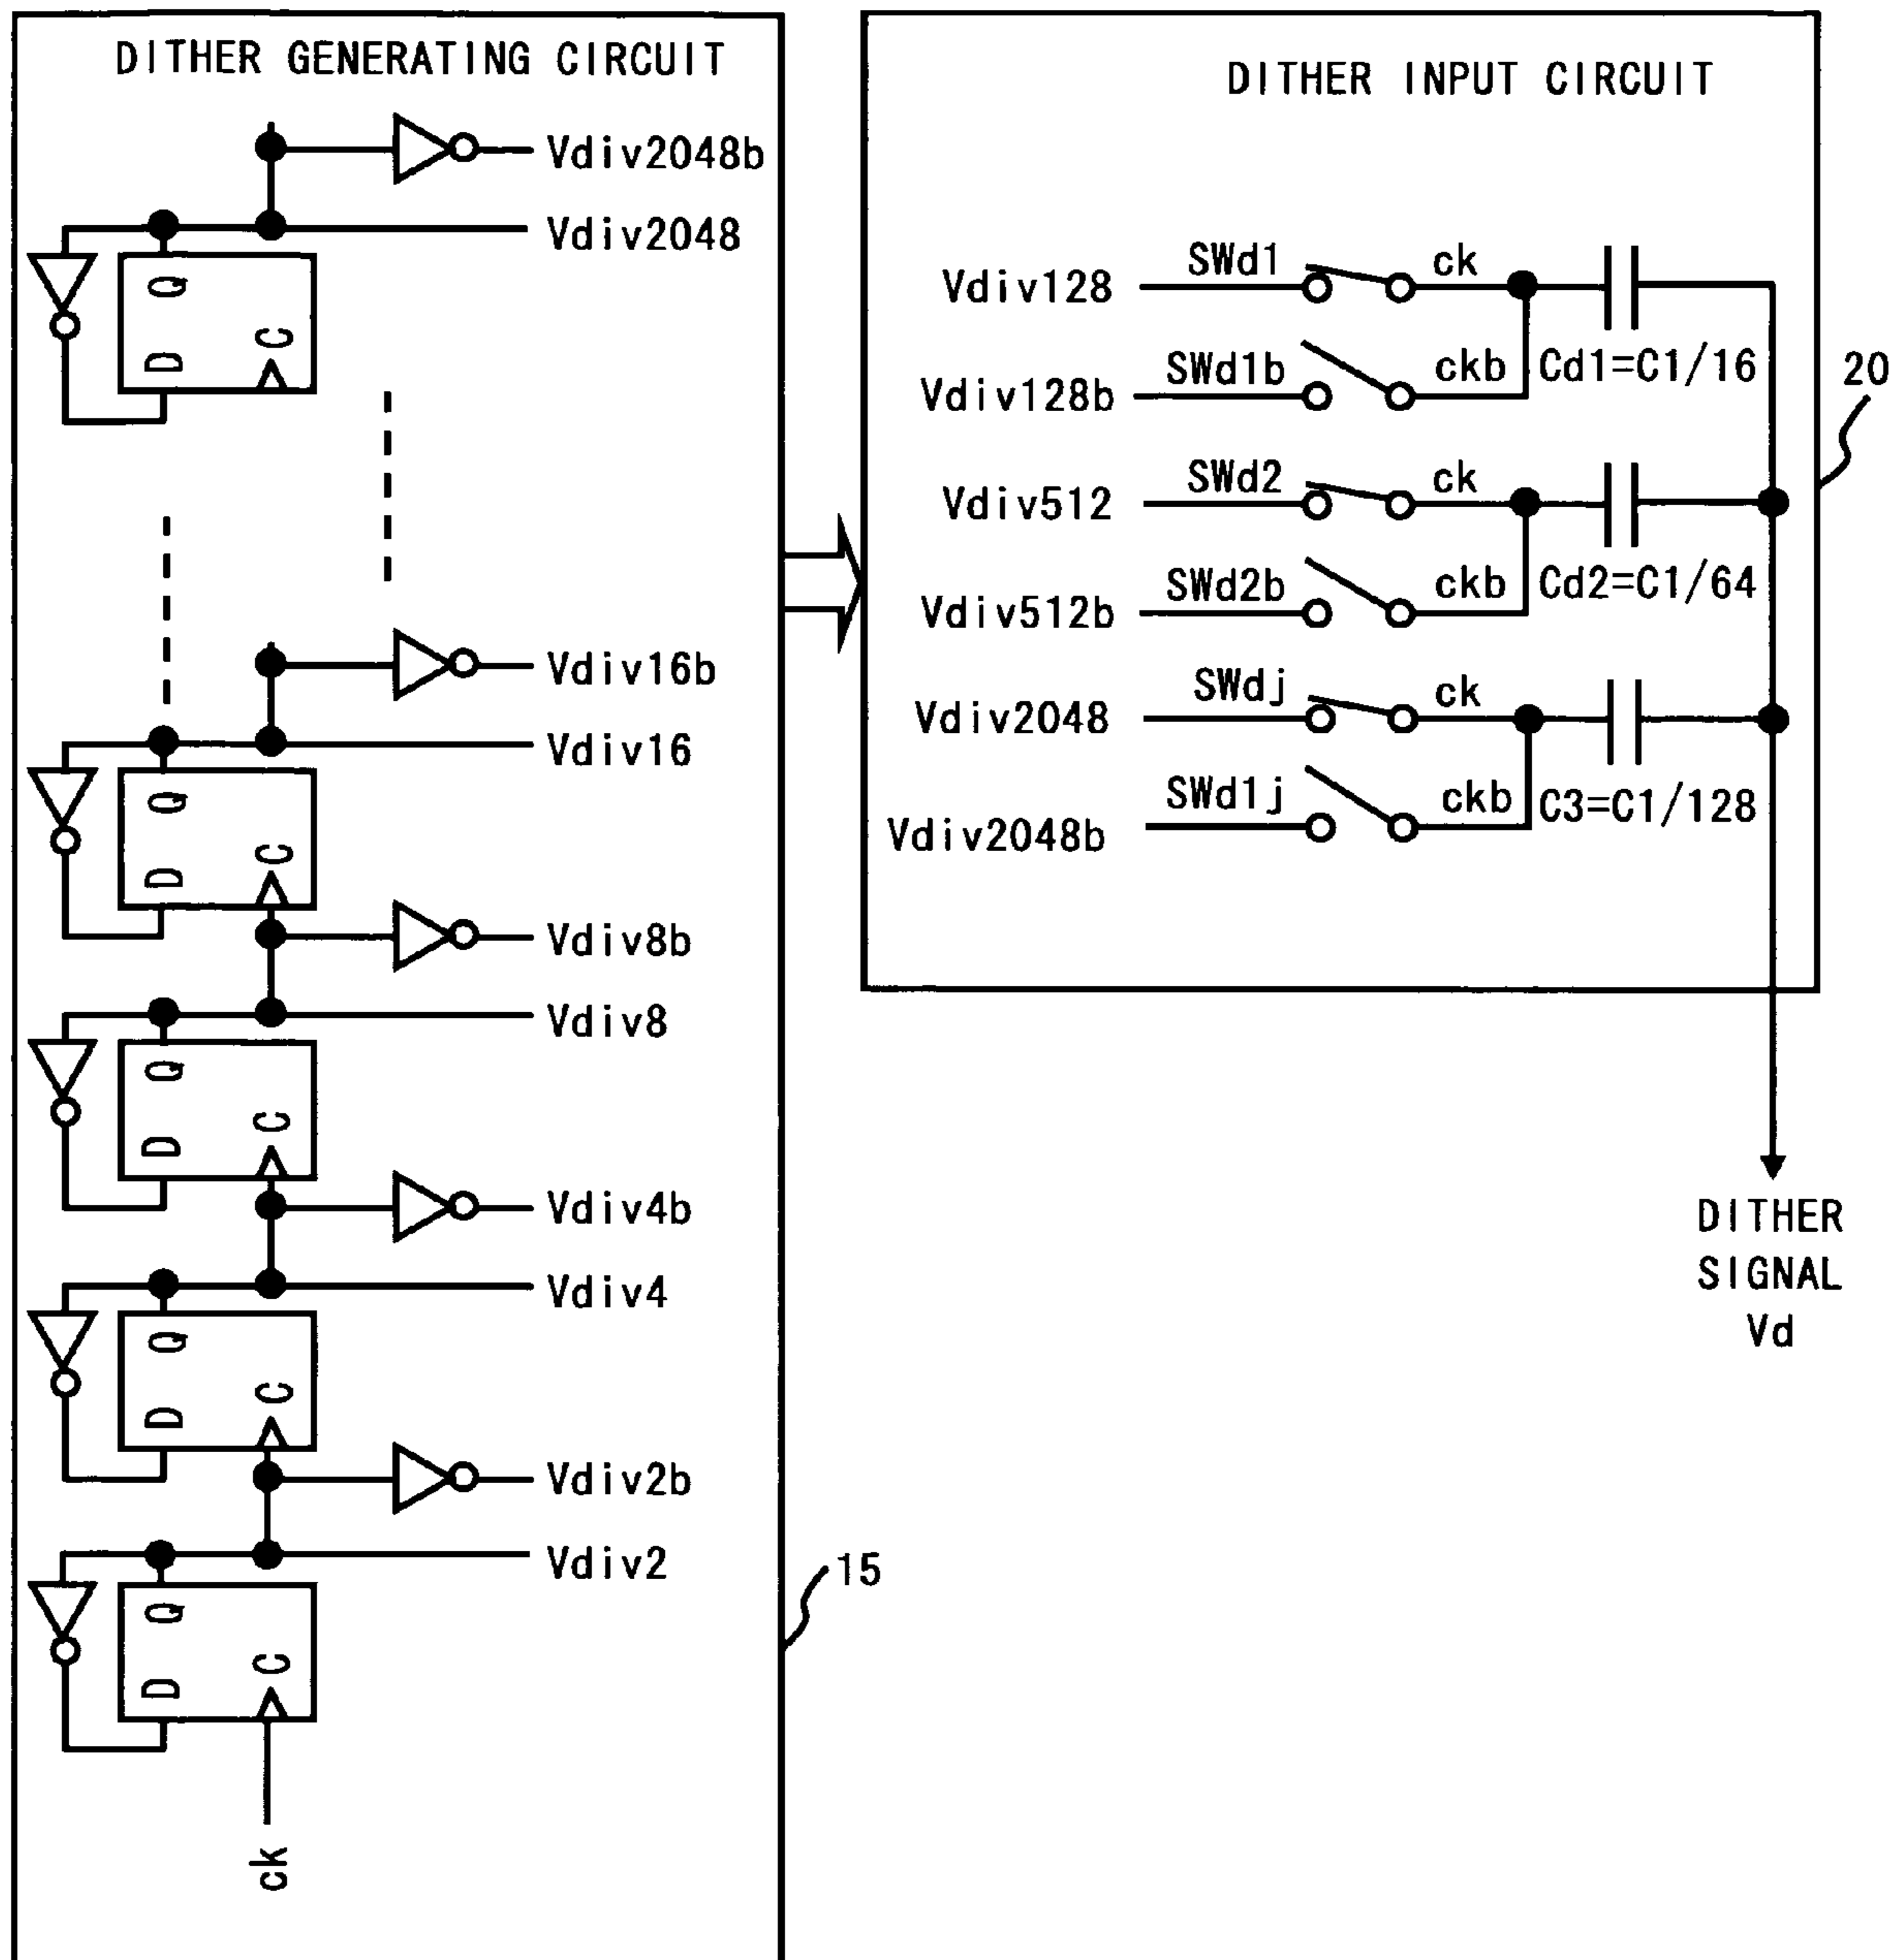 DITHER GENERATING CIRCUIT
Vdiv2048b
Vdiv2048
Q
D
C
Vdiv16b
Vdiv16
Q
D
C
Vdiv8b
Vdiv8
Q
D
C
Vdiv4b
Vdiv4
Q
D
C
Vdiv2b
Vdiv2
Q
D
C
ck
15
DITHER INPUT CIRCUIT
Vdiv128
SWd1
ck
Vdiv128b
SWd1b
ckb
Cd1=C1/16
20
Vdiv512
SWd2
ck
Vdiv512b
SWd2b
ckb
Cd2=C1/64
Vdiv2048
SWdj
ck
Vdiv2048b
SWd1j
ckb
C3=C1/128
DITHER
SIGNAL
Vd